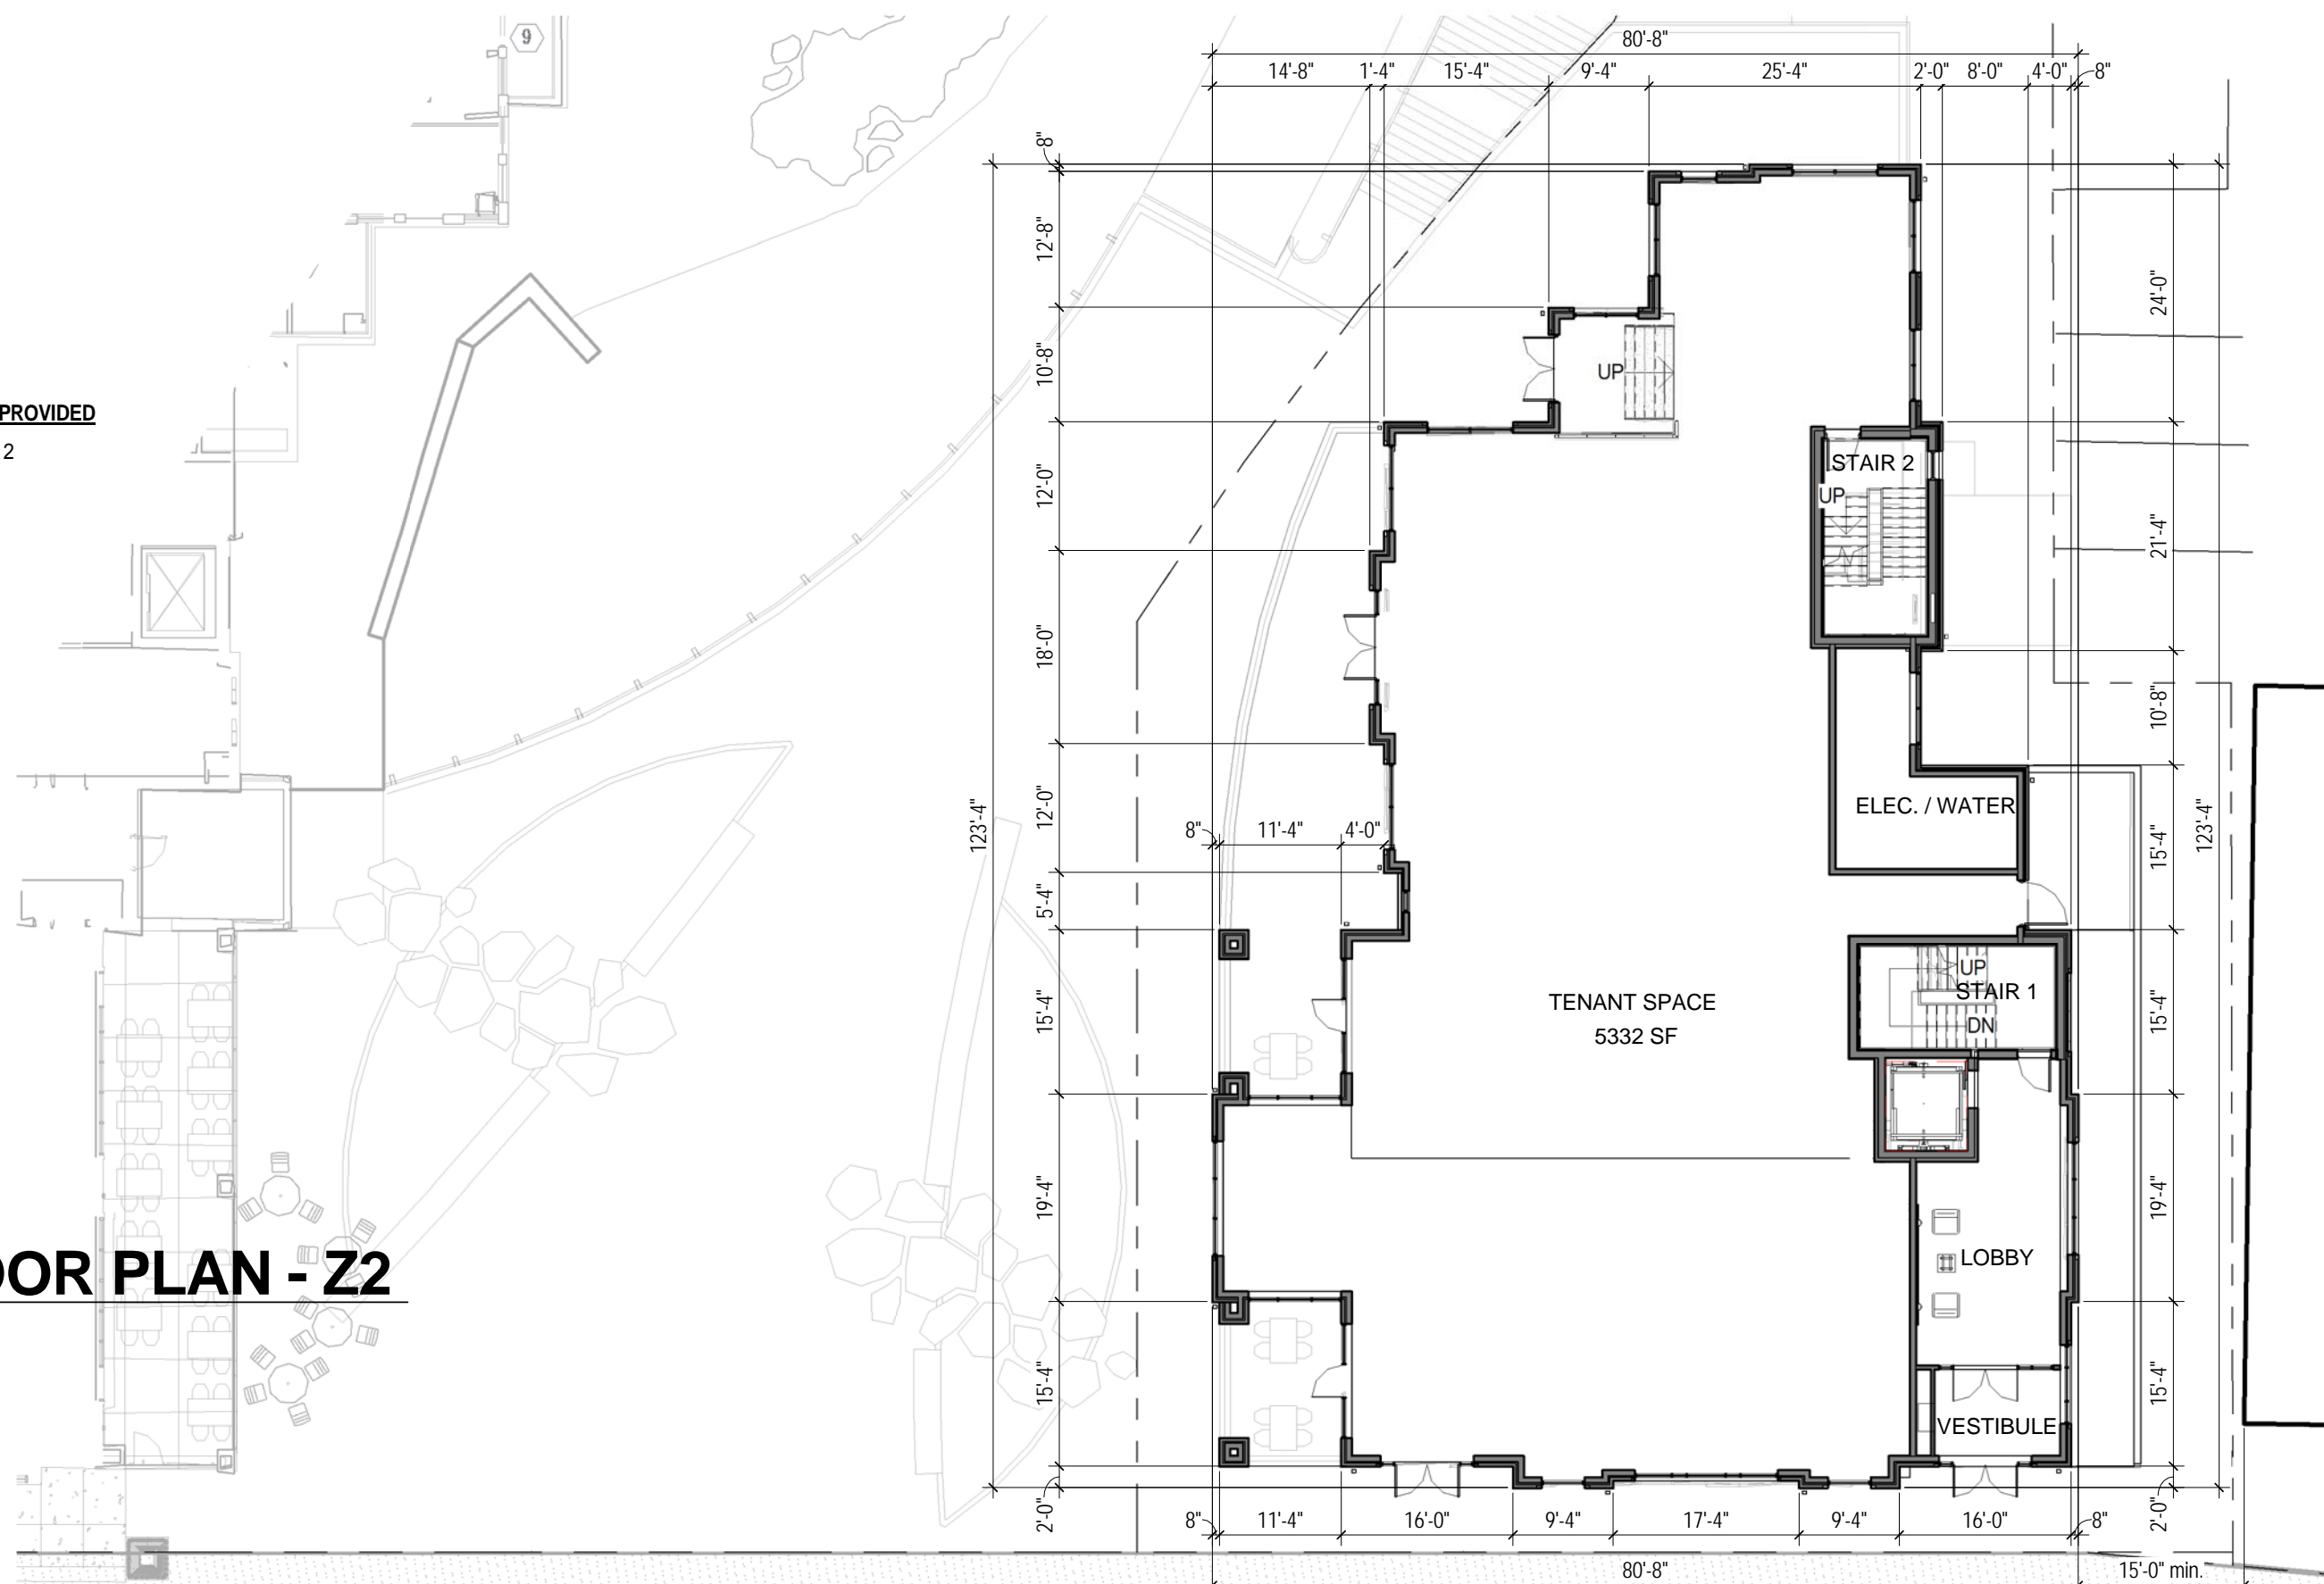 9
80'-8"
14'-8" 1'-4" 15'-4" 9'-4" 25'-4" 2'-0" 8'-0" 4'-0" 8"
8"
12'-8"
24'-0"
10'-8"
UP
PROVIDED
2
STAIR 2
UP
12'-0"
21'-4"
18'-0"
10'-8"
12'-0"
123'-4"
ELEC. / WATER
123'-4"
8" 11'-4" 4'-0"
15'-4"
5'-4"
UP
STAIR 1
DN
TENANT SPACE
5332 SF
15'-4"
15'-4"
19'-4"
19'-4"
LOBBY
OOR PLAN - Z2
15'-4"
15'-4"
VESTIBULE
2'-0"
2'-0"
8" 11'-4" 16'-0" 9'-4" 17'-4" 9'-4" 16'-0" 8"
80'-8"
15'-0" min.